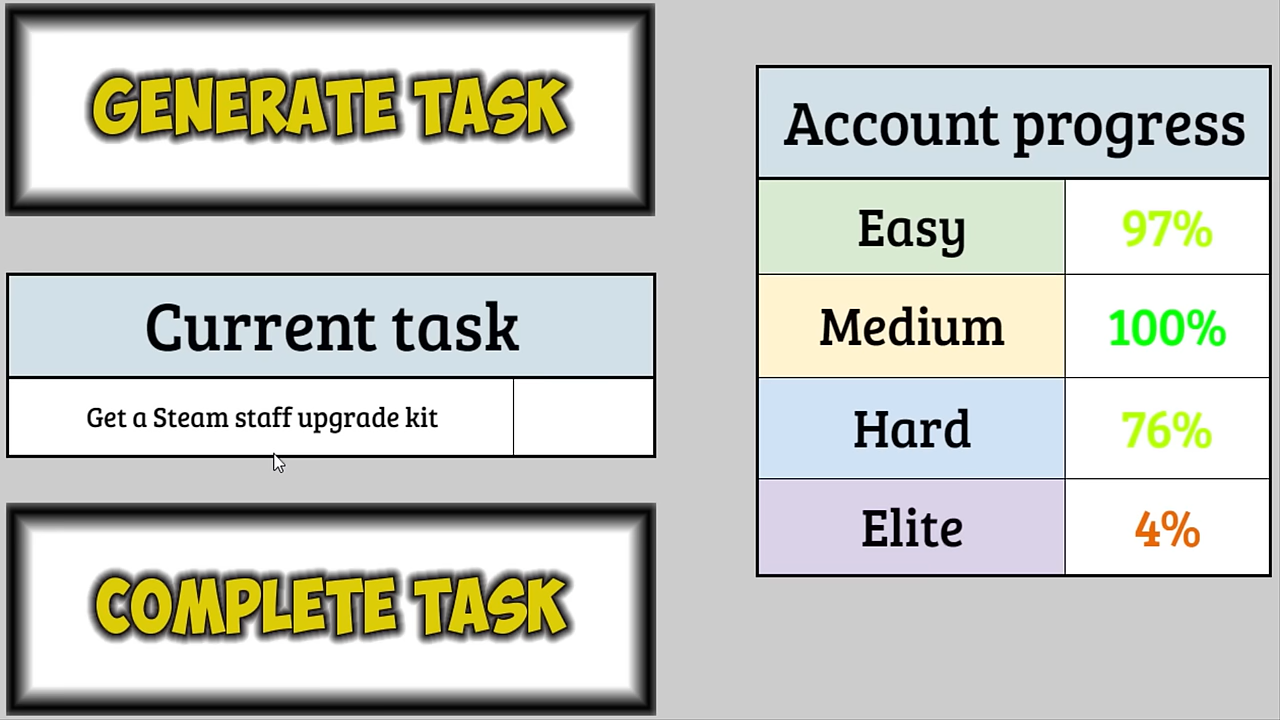 GENERATE TASK
Current task
Get a Steam staff upgrade kit
COMPLETE TASK
Account progress
Easy 97%
Medium 100%
Hard 76%
Elite 4%